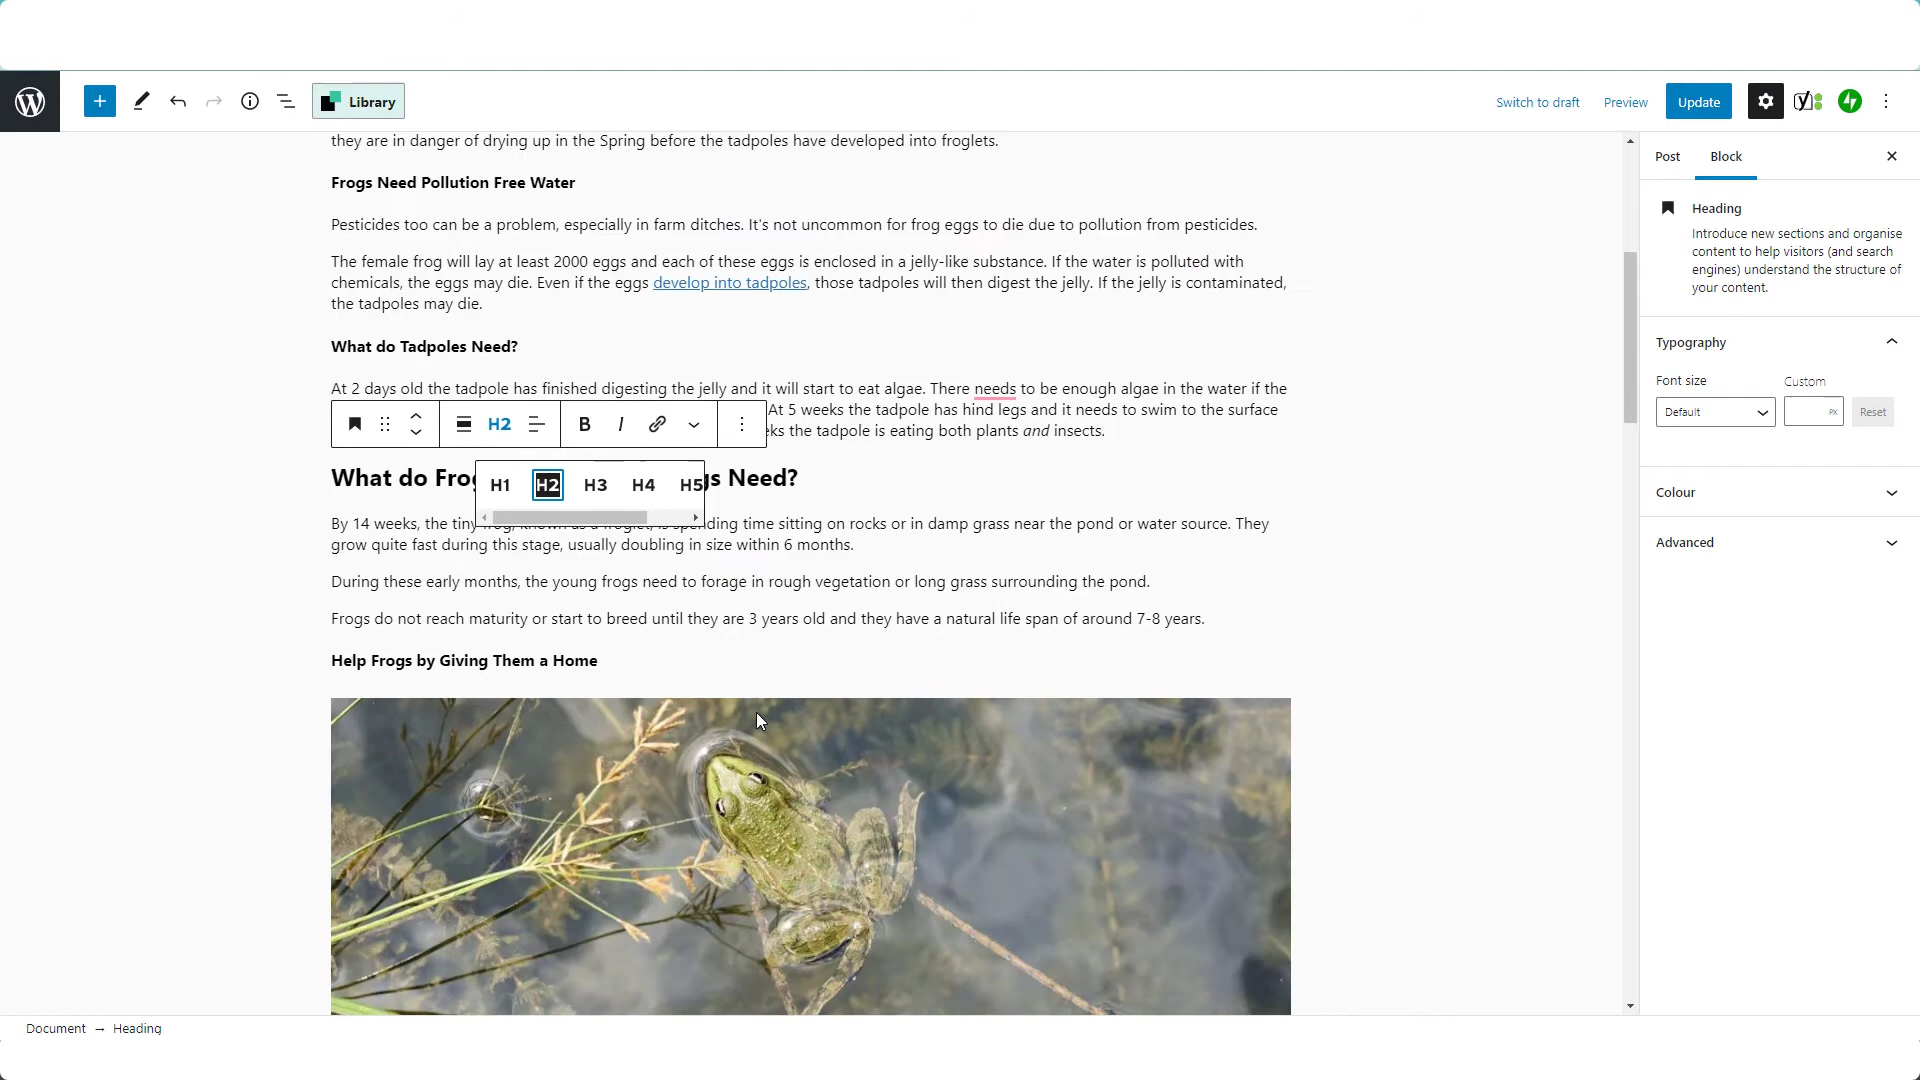 Library
Switch to draft
Preview
Update
they are in danger of drying up in the Spring before the tadpoles have developed into froglets.
Frogs Need Pollution Free Water
Pesticides too can be a problem, especially in farm ditches. It's not uncommon for frog eggs to die due to pollution from pesticides.
The female frog will lay at least 2000 eggs and each of these eggs is enclosed in a jelly-like substance. If the water is polluted with
chemicals, the eggs may die. Even if the eggs develop into tadpoles, those tadpoles will then digest the jelly. If the jelly is contaminated,
the tadpoles may die.
What do Tadpoles Need?
At 2 days old the tadpole has finished digesting the jelly and it will start to eat algae. There needs to be enough algae in the water if the
At 5 weeks the tadpole has hind legs and it needs to swim to the surface
the tadpole is eating both plants and insects.
H2
B I
What do
Need?
H1 H2 H3 H4 H5
By 14 weeks, the tiny frog, known as a froglet, is spending time sitting on rocks or in damp grass near the pond or water source. They
grow quite fast during this stage, usually doubling in size within 6 months.
During these early months, the young frogs need to forage in rough vegetation or long grass surrounding the pond.
Frogs do not reach maturity or start to breed until they are 3 years old and they have a natural life span of around 7-8 years.
Help Frogs by Giving Them a Home
Post Block
Heading
Introduce new sections and organise
content to help visitors (and search
engines) understand the structure of
your content.
Typography
Font size
Custom
Default
PX
Reset
Colour
Advanced
Document → Heading